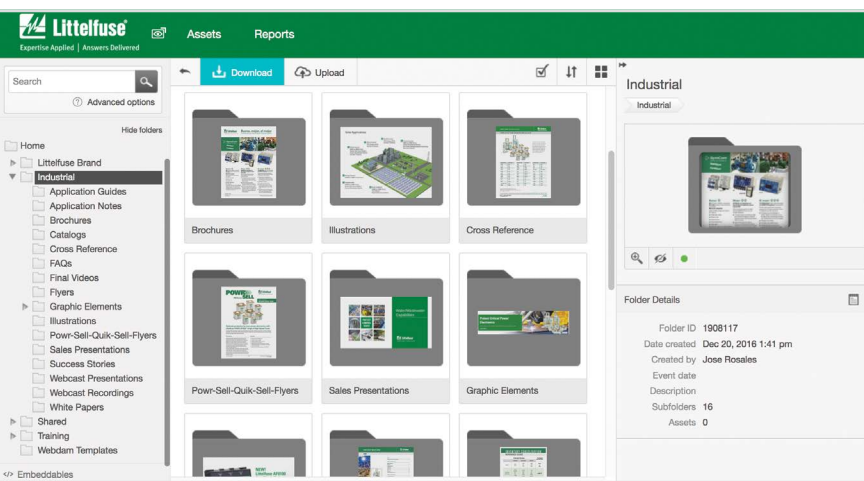 Littelfuse®
Expertise Applied | Answers Delivered
Assets
Reports
Search
Advanced options
Hide folders
Home
Littelfuse Brand
Industrial
Application Guides
Application Notes
Brochures
Catalogs
Cross Reference
FAQs
Final Videos
Flyers
Graphic Elements
Illustrations
Powr-Sell-Quik-Sell-Flyers
Sales Presentations
Success Stories
Webcast Presentations
Webcast Recordings
White Papers
Shared
Training
Webdam Templates
</> Embeddables
Download
Upload
Brochures
Illustrations
Cross Reference
POWR
SELL
Powr-Sell-Quik-Sell-Flyers
Sales Presentations
Graphic Elements
NEW!
Industrial
Industrial
Folder Details
Folder ID 1908117
Date created Dec 20, 2016 1:41 pm
Created by Jose Rosales
Event date
Description
Subfolders 16
Assets 0